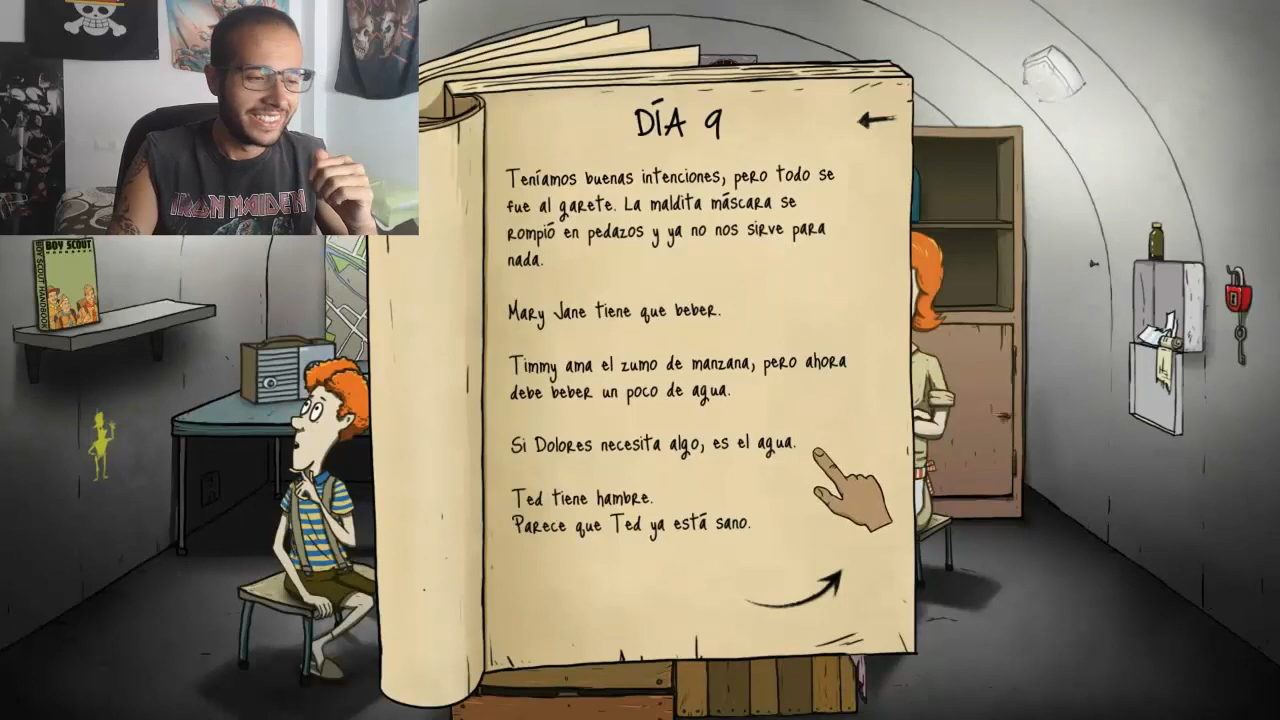 IRON MAIDEN
BOY SCOUT
BOY SCOUT HANDBOOK
DÍA 9
Teníamos buenas intenciones, pero todo se
fue al garete. La maldita máscara se
rompió en pedazos y ya no nos sirve para
nada.
Mary Jane tiene que beber.
Timmy ama el zumo de manzana, pero ahora
debe beber un poco de agua.
Si Dolores necesita algo, es el agua.
Ted tiene hambre.
Parece que Ted ya está sano.